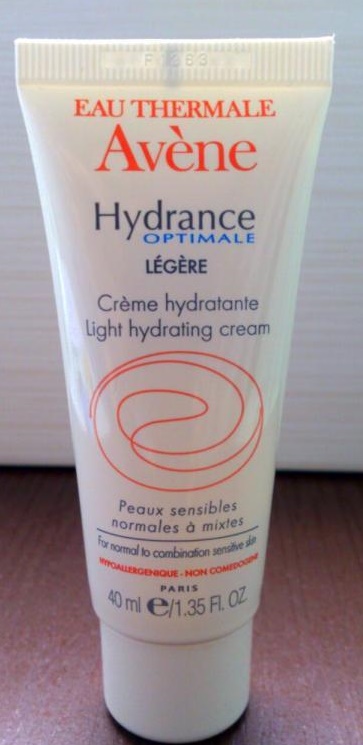 EAU THERMALE
Avène
Hydrance
OPTIMALE
LÉGÈRE
Crème hydratante
Light hydrating cream
Peaux sensibles
normales à mixtes
For normal to combination sensitive skin
HYPOALLERGENIQUE - NON COMEDOGENE
PARIS
40 ml e/1.35 Fl. OZ